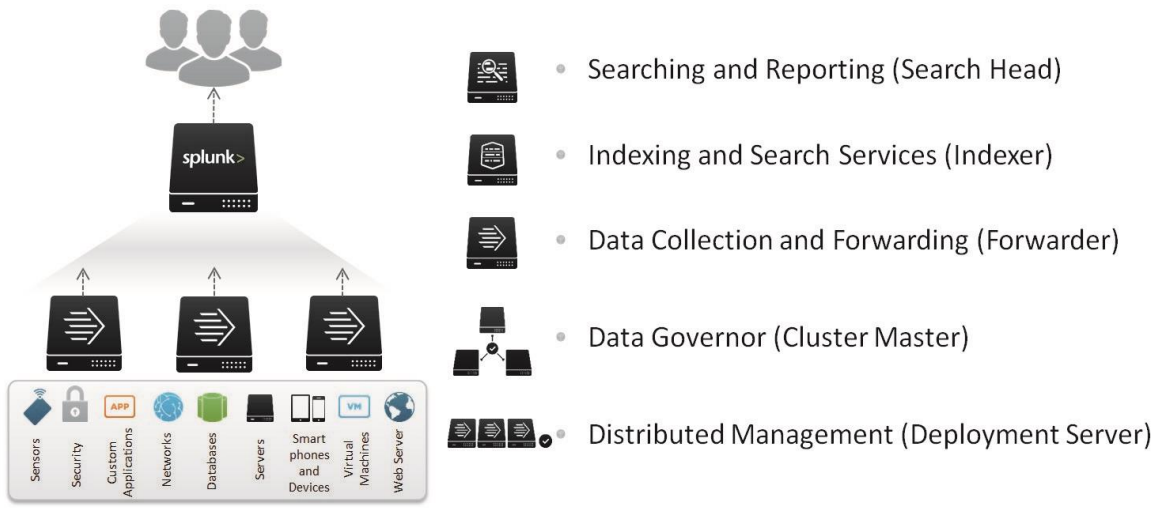 splunk>
Sensors
Security
Custom
Applications
APP
Networks
Databases
Servers
Smart
phones
and
Devices
VM
Virtual
Machines
Web Server
Searching and Reporting (Search Head)
Indexing and Search Services (Indexer)
Data Collection and Forwarding (Forwarder)
Data Governor (Cluster Master)
Distributed Management (Deployment Server)